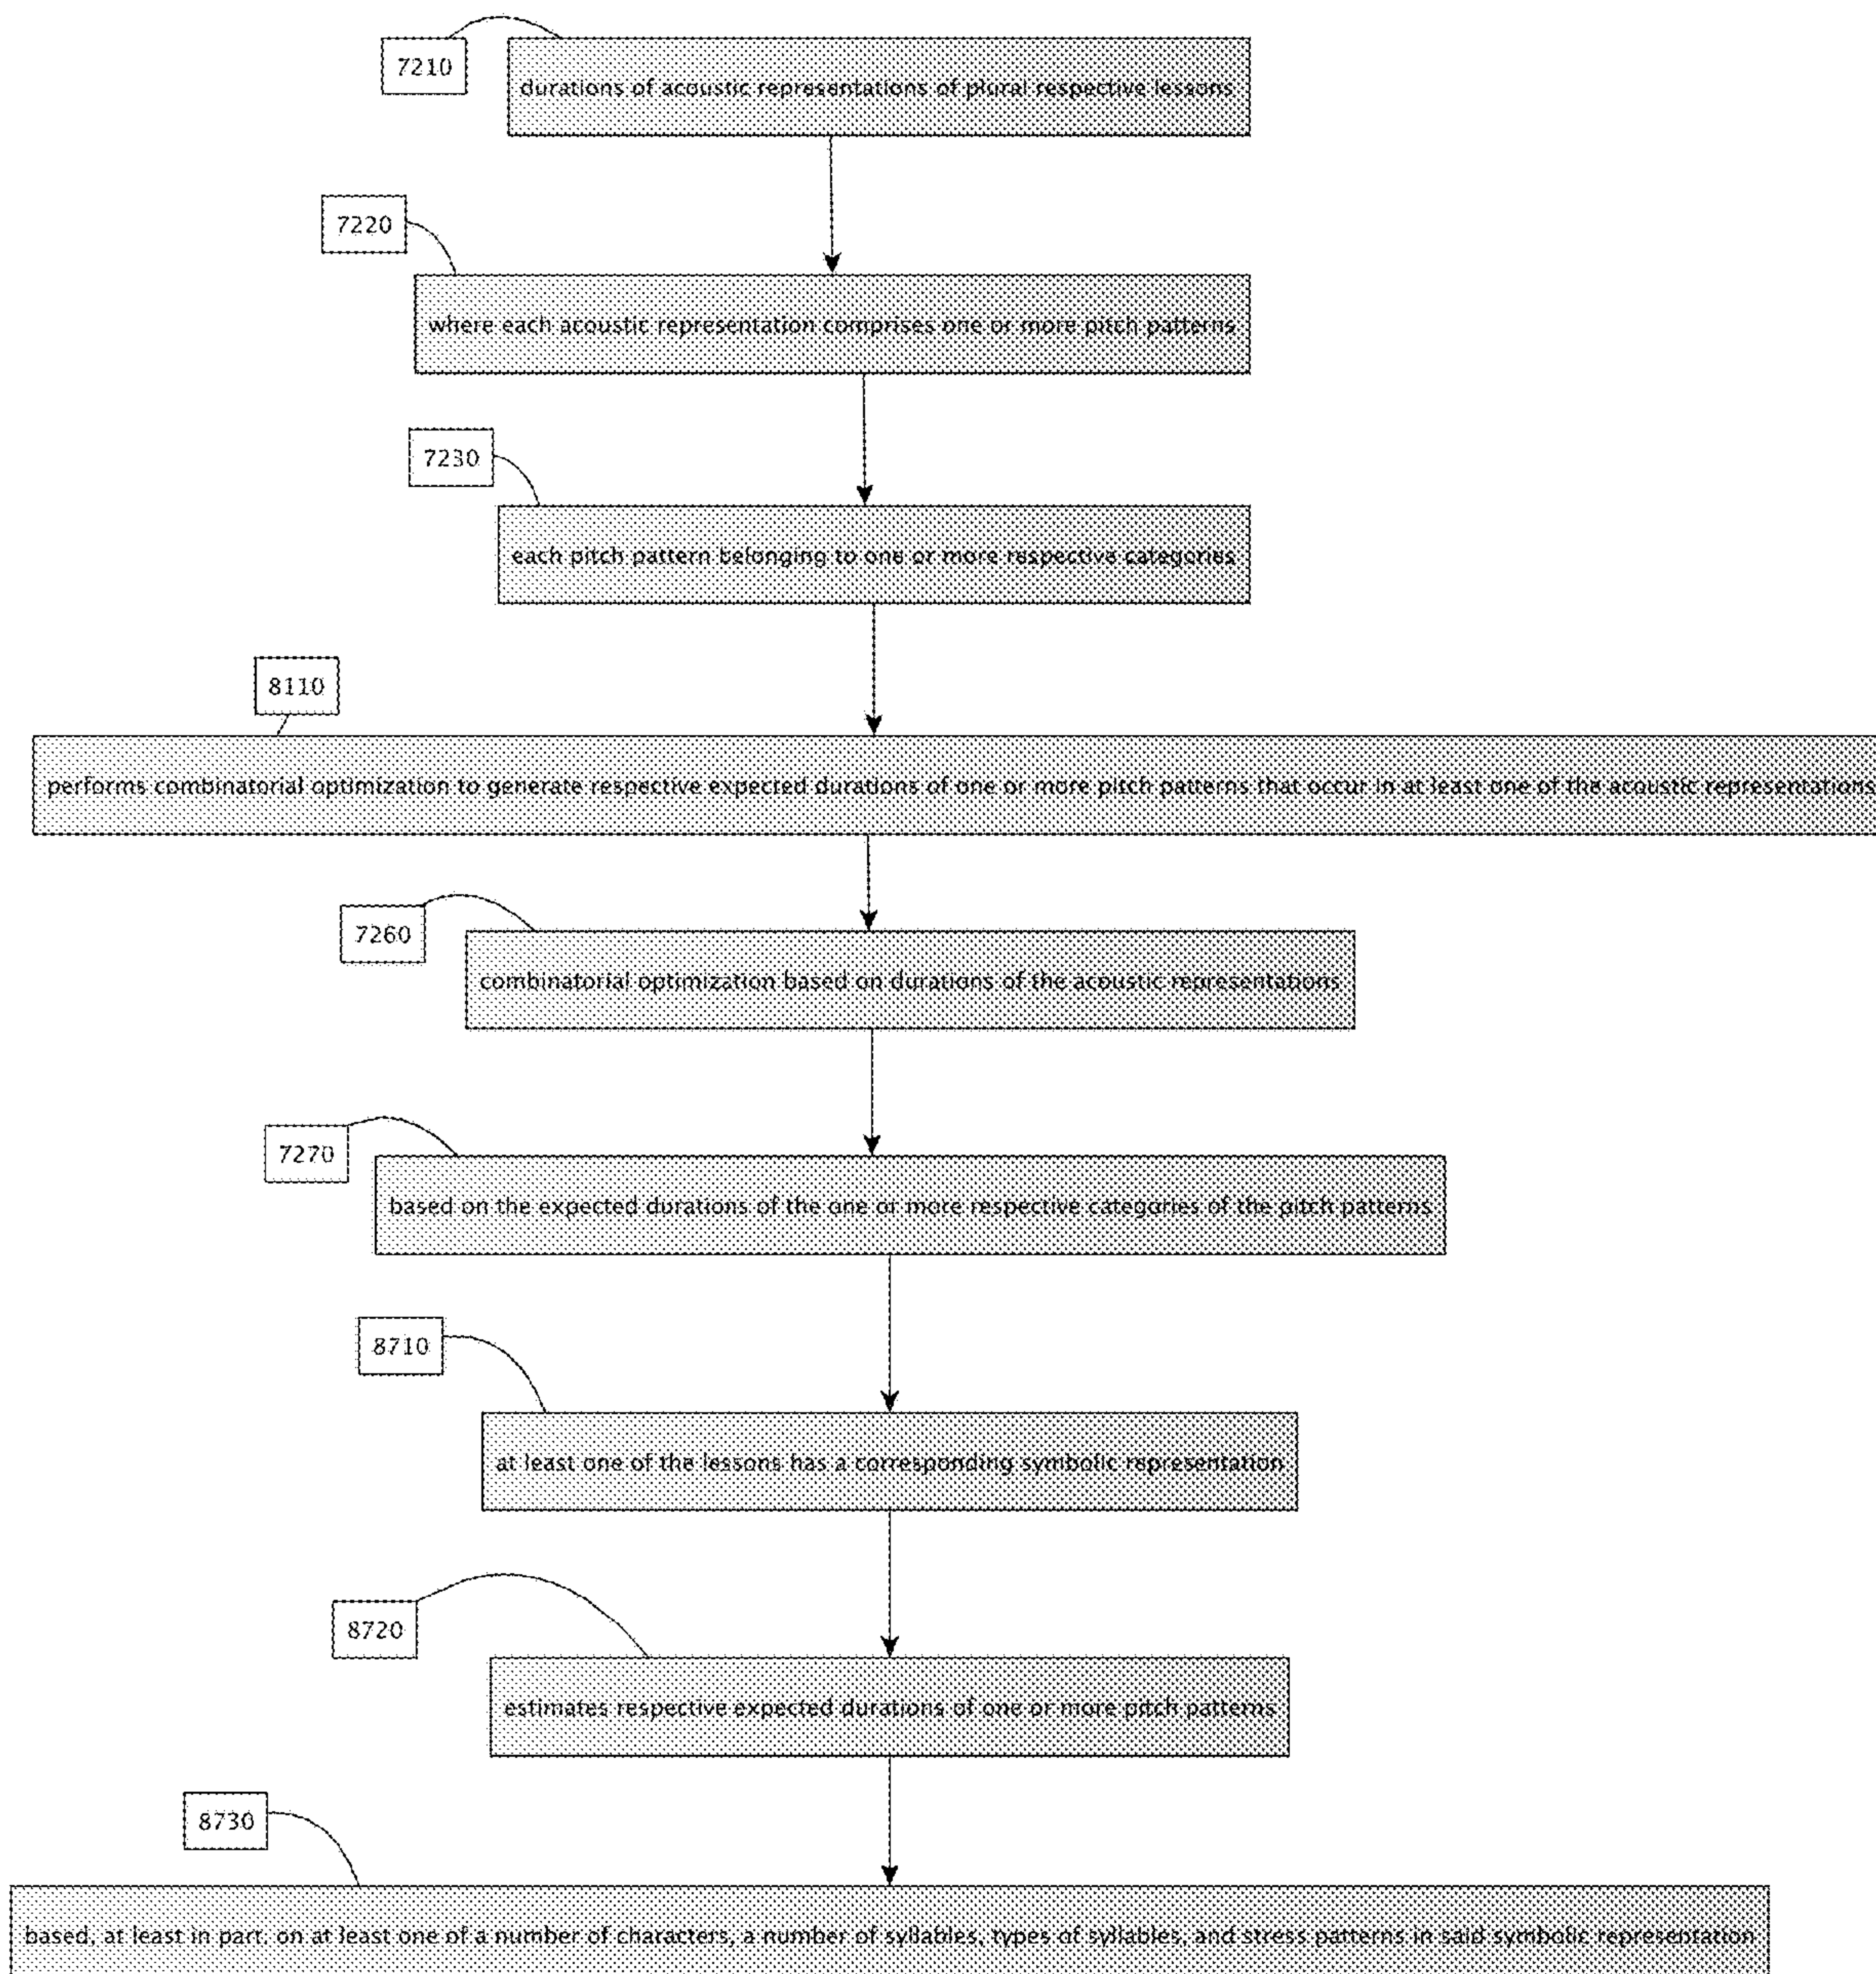 7210
durations of acoustic representations of plural respective lessons
7220
where each acoustic representation comprises one or more pitch patterns
7230
each pitch pattern belonging to one or more respective categories
8110
performs combinatorial optimization to generate respective expected durations of one or more pitch patterns that occur in at least one of the acoustic representations
7260
combinatorial optimization based on durations of the acoustic representations
7270
based on the expected durations of the one or more respective categories of the pitch patterns
8710
at least one of the lessons has a corresponding symbolic representation
8720
estimates respective expected durations of one or more pitch patterns
8730
based, at least in part, on at least one of a number of characters, a number of syllables, types of syllables, and stress patterns in said symbolic representation